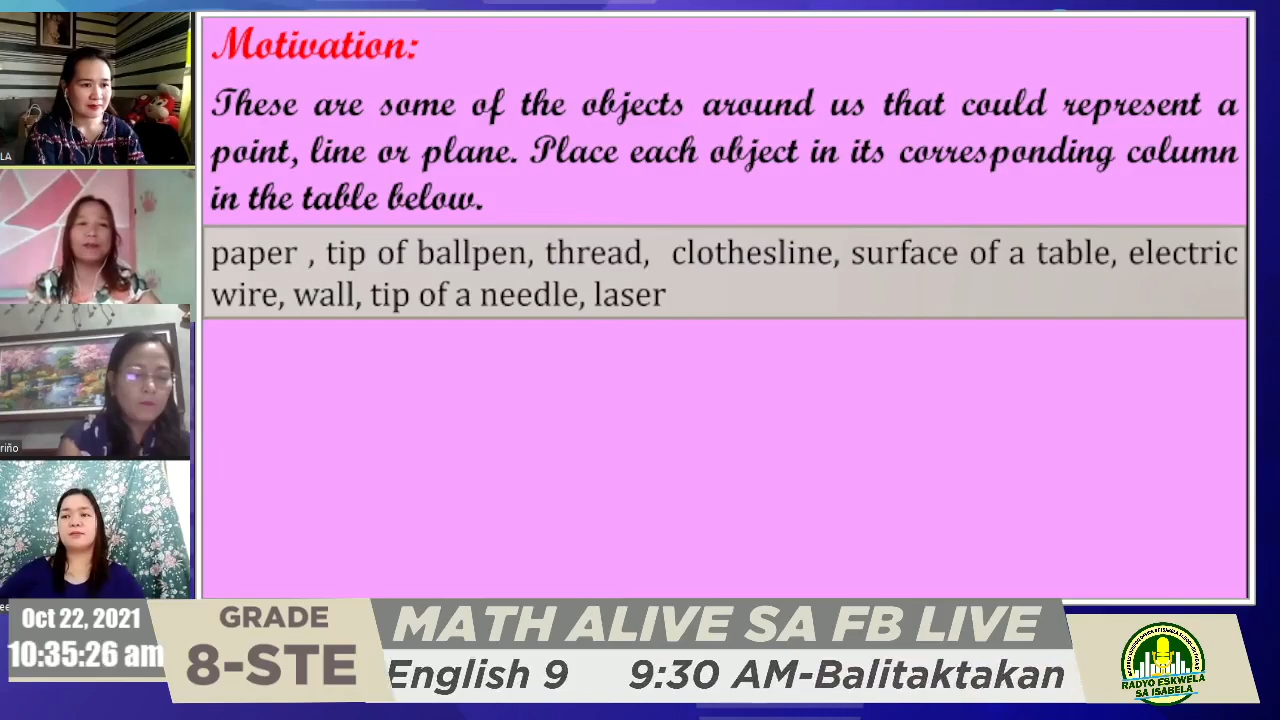 Motivation:
These are some of the objects around us that could represent a
point, line or plane. Place each object in its corresponding column
in the table below.
paper , tip of ballpen, thread, clothesline, surface of a table, electric
wire, wall, tip of a needle, laser
LA
riño
Oct 22, 2021
10:35:26 am
GRADE
8-STE
MATH ALIVE SA FB LIVE
English 9 9:30 AM-Balitaktakan
RADYO ESKWELA
SA ISABELA